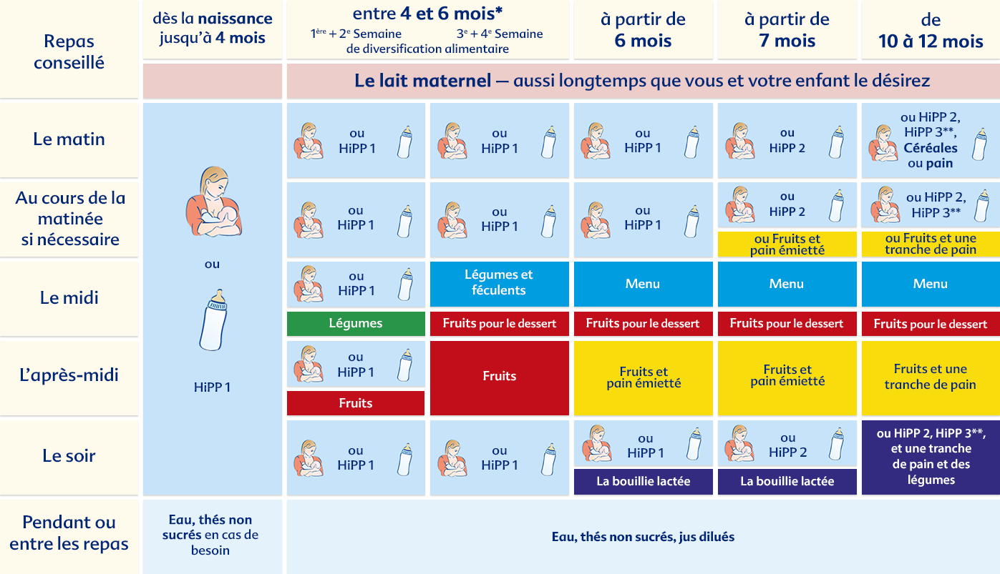 Repas
conseillé
dès la naissance
jusqu'à 4 mois
entre 4 et 6 mois*
1ère + 2e Semaine
3e + 4e Semaine
de diversification alimentaire
à partir de
6 mois
à partir de
7 mois
de
10 à 12 mois
Le lait maternel — aussi longtemps que vous et votre enfant le désirez
Le matin
ou
HiPP 1
ou
HiPP 1
ou
HiPP 1
ou
HiPP 2
ou HiPP 2,
HiPP 3**,
Céréales
ou pain
Au cours de la
matinée
si nécessaire
ou
HiPP 1
ou
HiPP 1
ou
HiPP 1
ou
HiPP 2
ou Fruits et
pain émietté
ou HiPP 2,
HiPP 3**
ou Fruits et une
tranche de pain
ou
HiPP 1
Le midi
ou
HiPP 1
Légumes
Légumes et
féculents
Fruits pour le dessert
Menu
Fruits pour le dessert
Menu
Fruits pour le dessert
Menu
Fruits pour le dessert
L'après-midi
ou
HiPP 1
Fruits
Fruits
Fruits et
pain émietté
Fruits et
pain émietté
Fruits et une
tranche de pain
Le soir
ou
HiPP 1
ou
HiPP 1
ou
HiPP 1
La bouillie lactée
ou
HiPP 2
La bouillie lactée
ou HiPP 2, HiPP 3**,
et une tranche
de pain et des
légumes
Pendant ou
entre les repas
Eau, thés non
sucrés en cas de
besoin
Eau, thés non sucrés, jus dilués